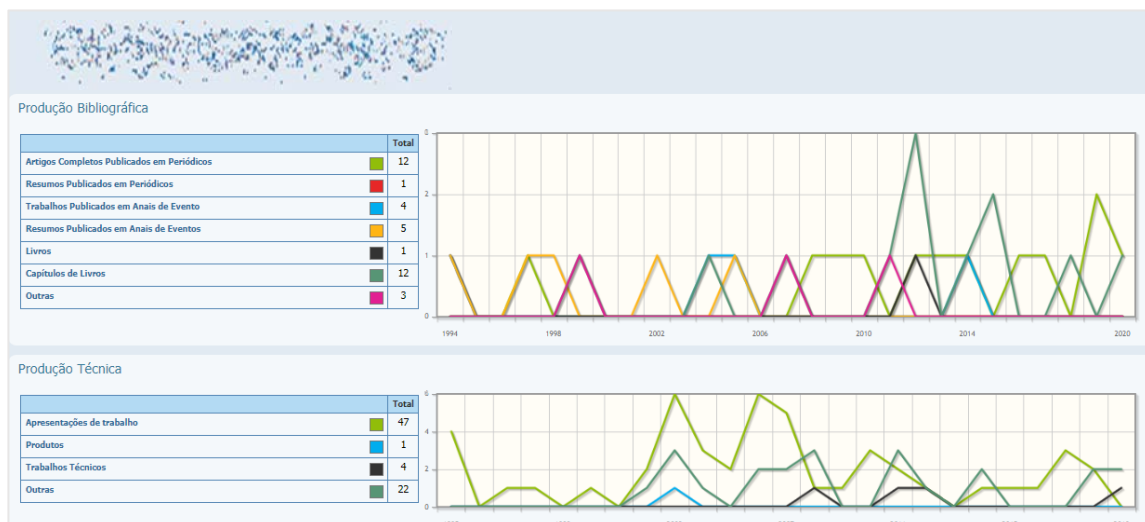 Produção Bibliográfica
Total
Artigos Completos Publicados em Periódicos 12
Resumos Publicados em Periódicos 1
Trabalhos Publicados em Anais de Evento 4
Resumos Publicados em Anais de Eventos 5
Livros 1
Capítulos de Livros 12
Outras 3
2
1
0
1994 1998 2002 2006 2010 2014 2020
Produção Técnica
Total
Apresentações de trabalho 47
Produtos 1
Trabalhos Técnicos 4
Outras 22
6
4
2
0